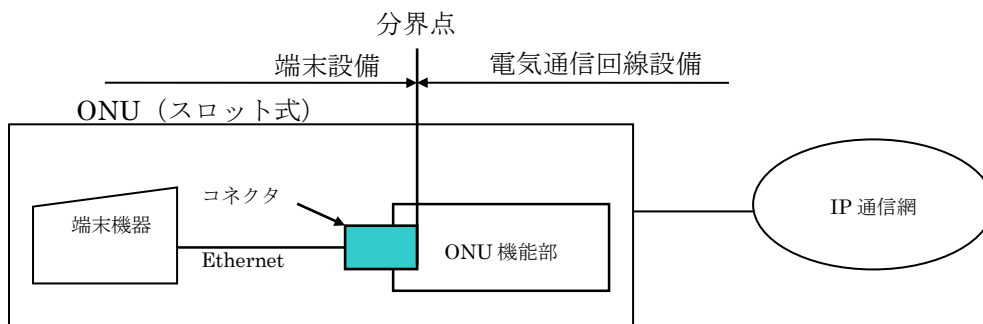 分界点
端末設備
電気通信回線設備
ONU（スロット式）
コネクタ
端末機器
Ethernet
ONU 機能部
IP 通信網